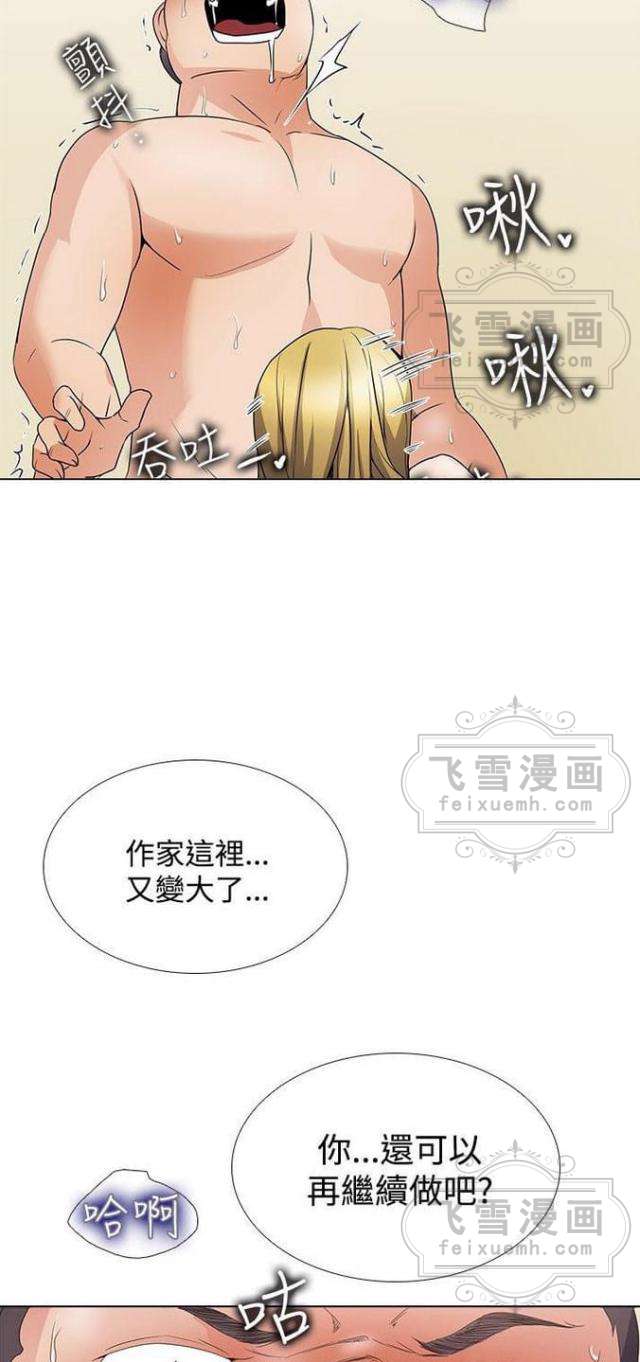 顫
抖
啾
啾
吞吐
飞雪漫画
feixuemh.com
飞雪漫画
feixuemh.com
作家這裡...
又變大了...
你...還可以
再繼續做吧?
哈啊
飞雪漫画
feixuemh.com
咕